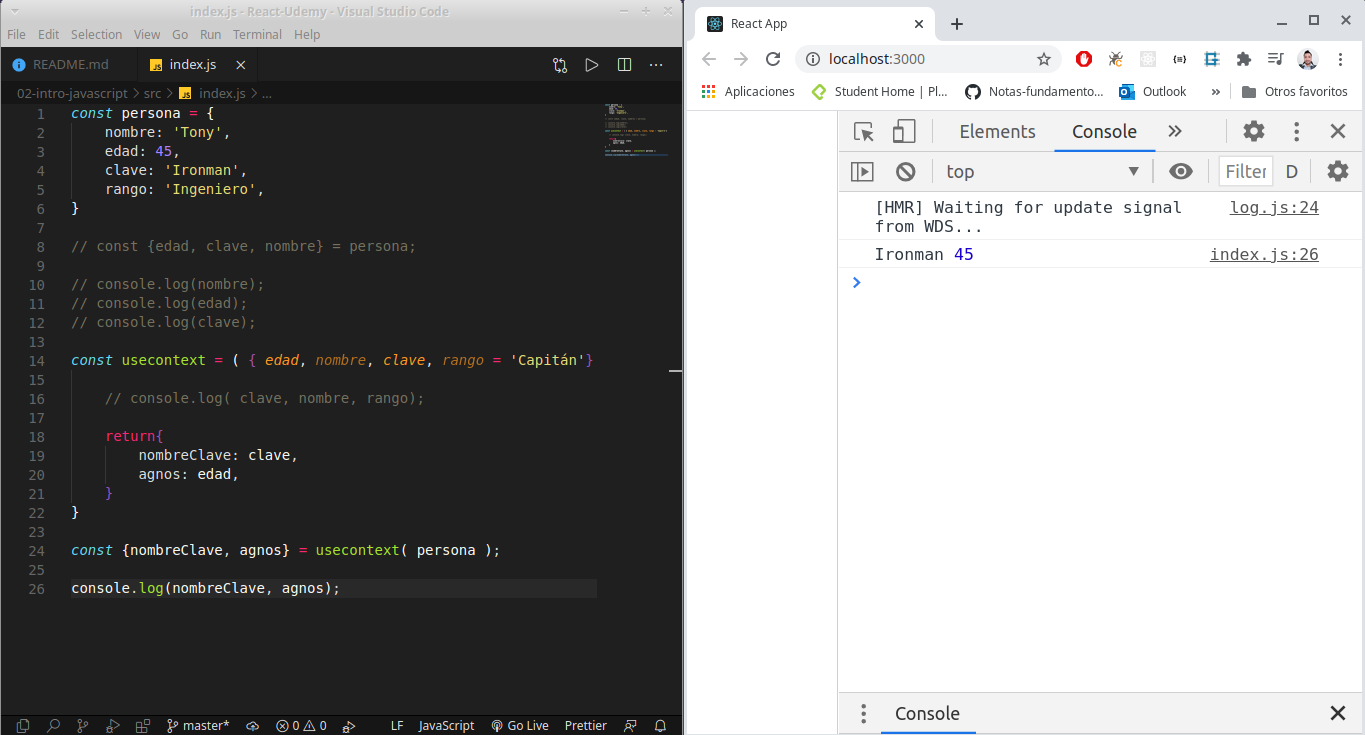 index.js - React-Udemy - Visual Studio Code
File Edit Selection View Go Run Terminal Help
README.md index.js
02-intro-javascript > src > index.js > ...
1 const persona = {
2 nombre: 'Tony',
3 edad: 45,
4 clave: 'Ironman',
5 rango: 'Ingeniero',
6 }
7
8 // const {edad, clave, nombre} = persona;
9
10 // console.log(nombre);
11 // console.log(edad);
12 // console.log(clave);
13
14 const usecontext = ( { edad, nombre, clave, rango = 'Capitán'}
15
16 // console.log( clave, nombre, rango);
17
18 return{
19 nombreClave: clave,
20 agnos: edad,
21 }
22 }
23
24 const {nombreClave, agnos} = usecontext( persona );
25
26 console.log(nombreClave, agnos);
master* 0 0 LF JavaScript Go Live Prettier
React App
localhost:3000
Aplicaciones Student Home | Pl... Notas-fundamento... Outlook » Otros favoritos
Elements Console »
top Filter D
[HMR] Waiting for update signal log.js:24
from WDS...
Ironman 45 index.js:26
Console